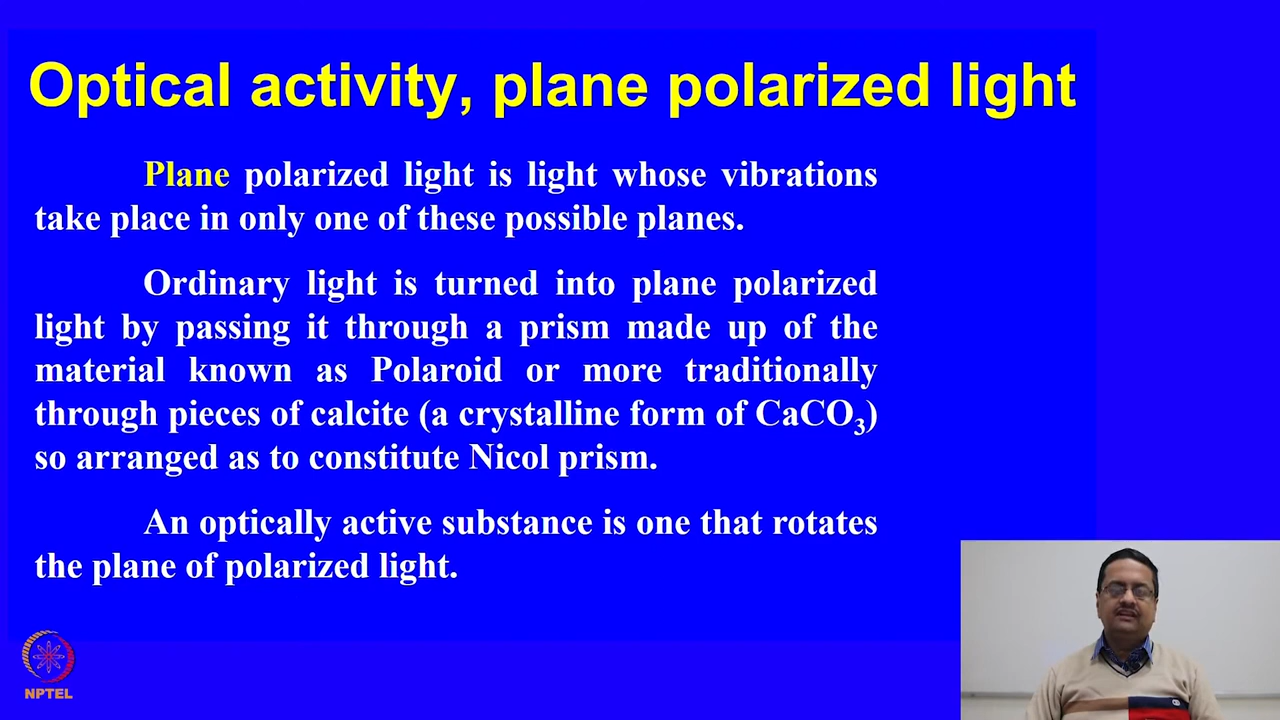 Optical activity, plane polarized light
Plane polarized light is light whose vibrations
take place in only one of these possible planes.
Ordinary light is turned into plane polarized
light by passing it through a prism made up of the
material known as Polaroid or more traditionally
through pieces of calcite (a crystalline form of CaCO₃)
so arranged as to constitute Nicol prism.
An optically active substance is one that rotates
the plane of polarized light.
NPTEL